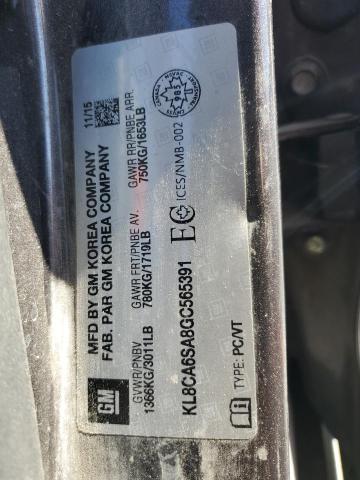 GM
MFD BY GM KOREA COMPANY 11/15
FAB. PAR GM KOREA COMPANY
GVWR/PNBV GAWR FRT/PNBE AV. GAWR RR/PNBE ARR.
1366KG/3011LB 780KG/1719LB 750KG/1653LB
KL8CA6SA8GC565391
ICES/NMB-002
985
TYPE: PC/VT